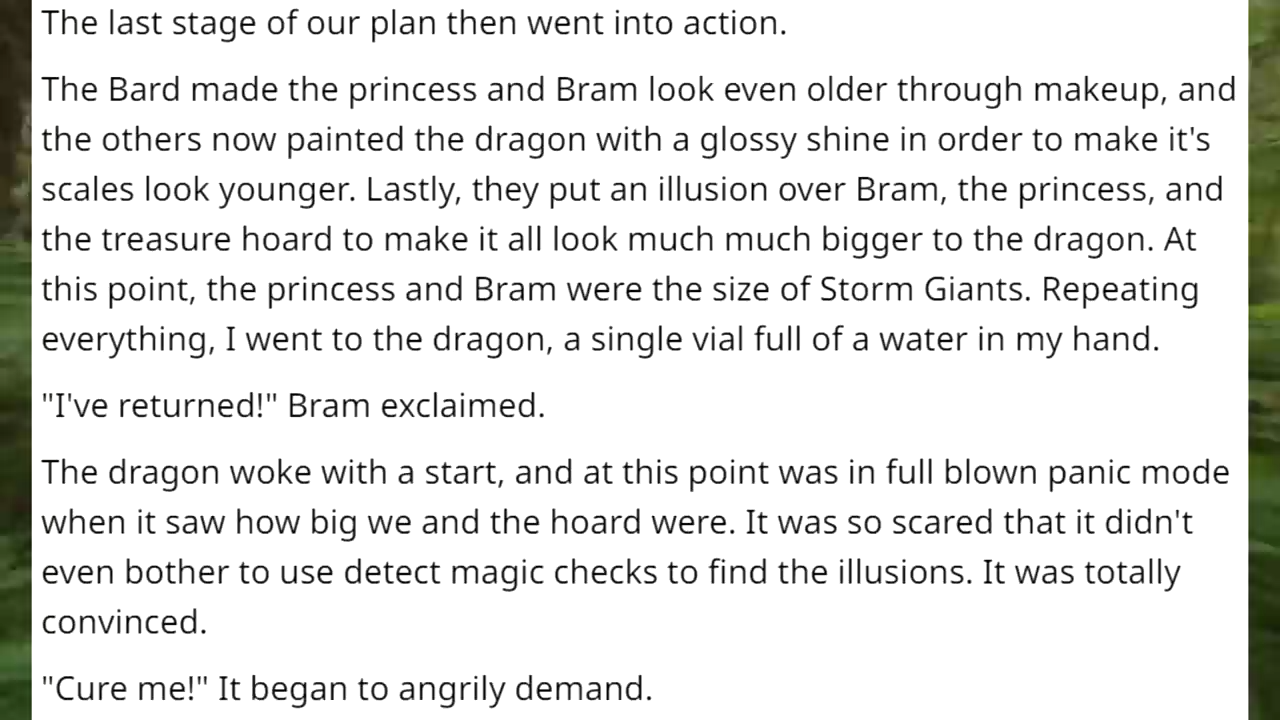 The last stage of our plan then went into action.
The Bard made the princess and Bram look even older through makeup, and
the others now painted the dragon with a glossy shine in order to make it's
scales look younger. Lastly, they put an illusion over Bram, the princess, and
the treasure hoard to make it all look much much bigger to the dragon. At
this point, the princess and Bram were the size of Storm Giants. Repeating
everything, I went to the dragon, a single vial full of a water in my hand.
"I've returned!" Bram exclaimed.
The dragon woke with a start, and at this point was in full blown panic mode
when it saw how big we and the hoard were. It was so scared that it didn't
even bother to use detect magic checks to find the illusions. It was totally
convinced.
"Cure me!" It began to angrily demand.